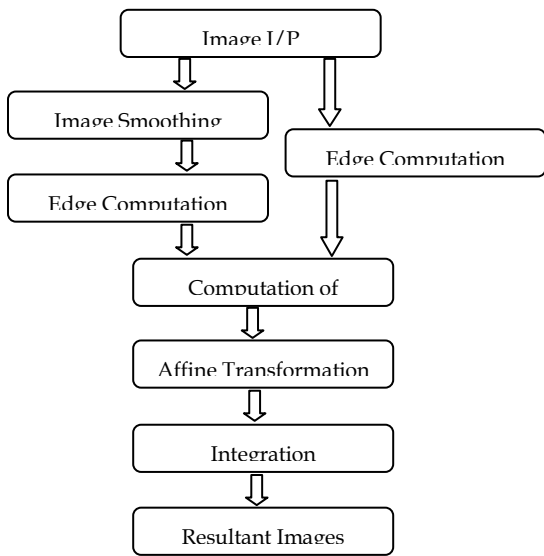 Image I/P
Image Smoothing
Edge Computation
Edge Computation
Computation of
Affine Transformation
Integration
Resultant Images